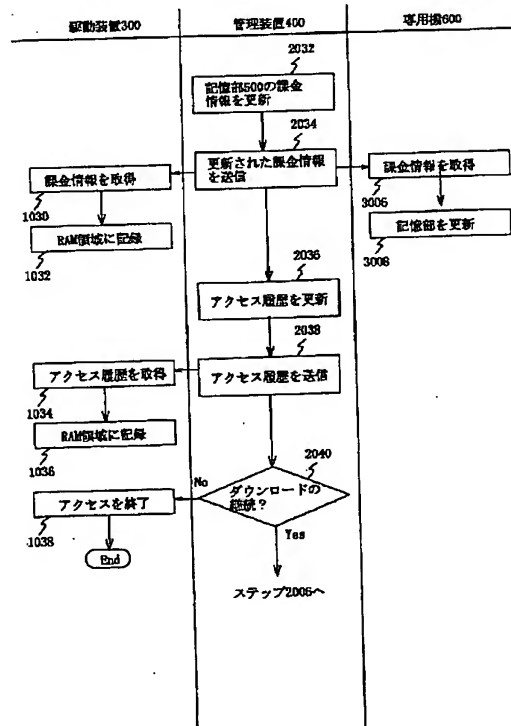 駆動装置300
管理装置400
専用機600
2032
記憶部500の課金
情報を更新
2034
更新された課金情報
を送信
課金情報を取得
1030
RAM領域に記録
1032
課金情報を取得
3006
記憶部を更新
3008
2036
アクセス履歴を更新
2038
アクセス履歴を送信
アクセス履歴を取得
1034
RAM領域に記録
1036
2040
ダウンロードの
継続?
No
Yes
アクセスを終了
1038
End
ステップ2006へ